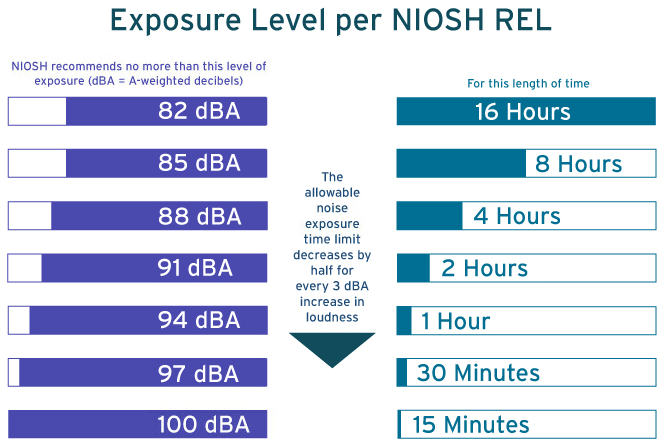 Exposure Level per NIOSH REL
NIOSH recommends no more than this level of
exposure (dBA = A-weighted decibels)
For this length of time
82 dBA
16 Hours
85 dBA
8 Hours
88 dBA
4 Hours
91 dBA
2 Hours
94 dBA
1 Hour
97 dBA
30 Minutes
100 dBA
15 Minutes
The
allowable
noise
exposure
time limit
decreases by
half for
every 3 dBA
increase in
loudness